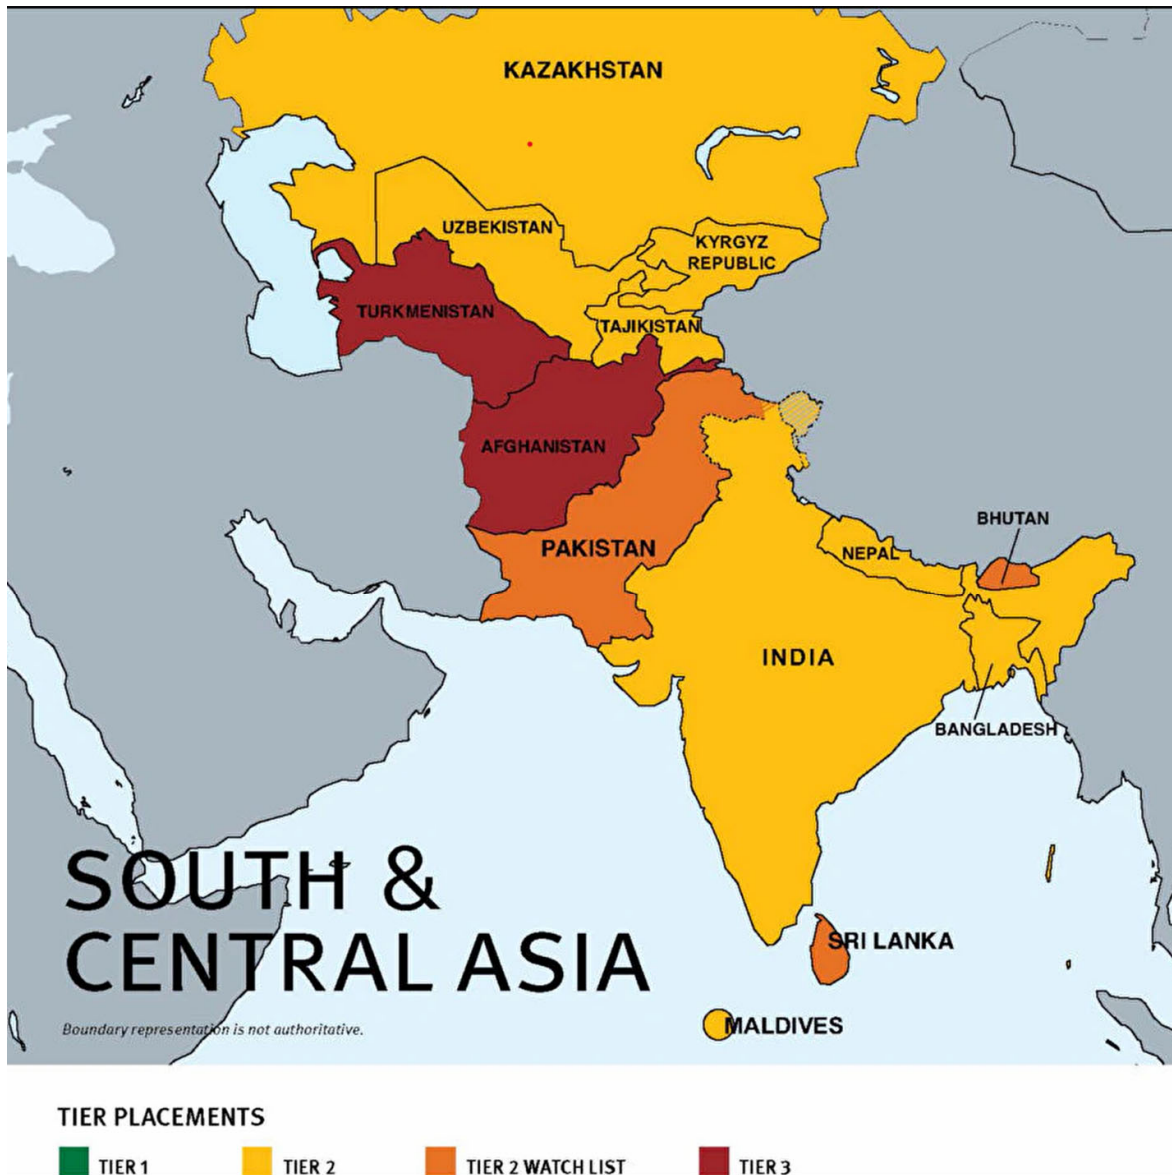 KAZAKHSTAN
UZBEKISTAN
KYRGYZ
REPUBLIC
TURKMENISTAN
TAJIKISTAN
AFGHANISTAN
BHUTAN
PAKISTAN
NEPAL
INDIA
BANGLADESH
SOUTH &
CENTRAL ASIA
SRI LANKA
MALDIVES
Boundary representation is not authoritative.
TIER PLACEMENTS
TIER 1 TIER 2 TIER 2 WATCH LIST TIER 3